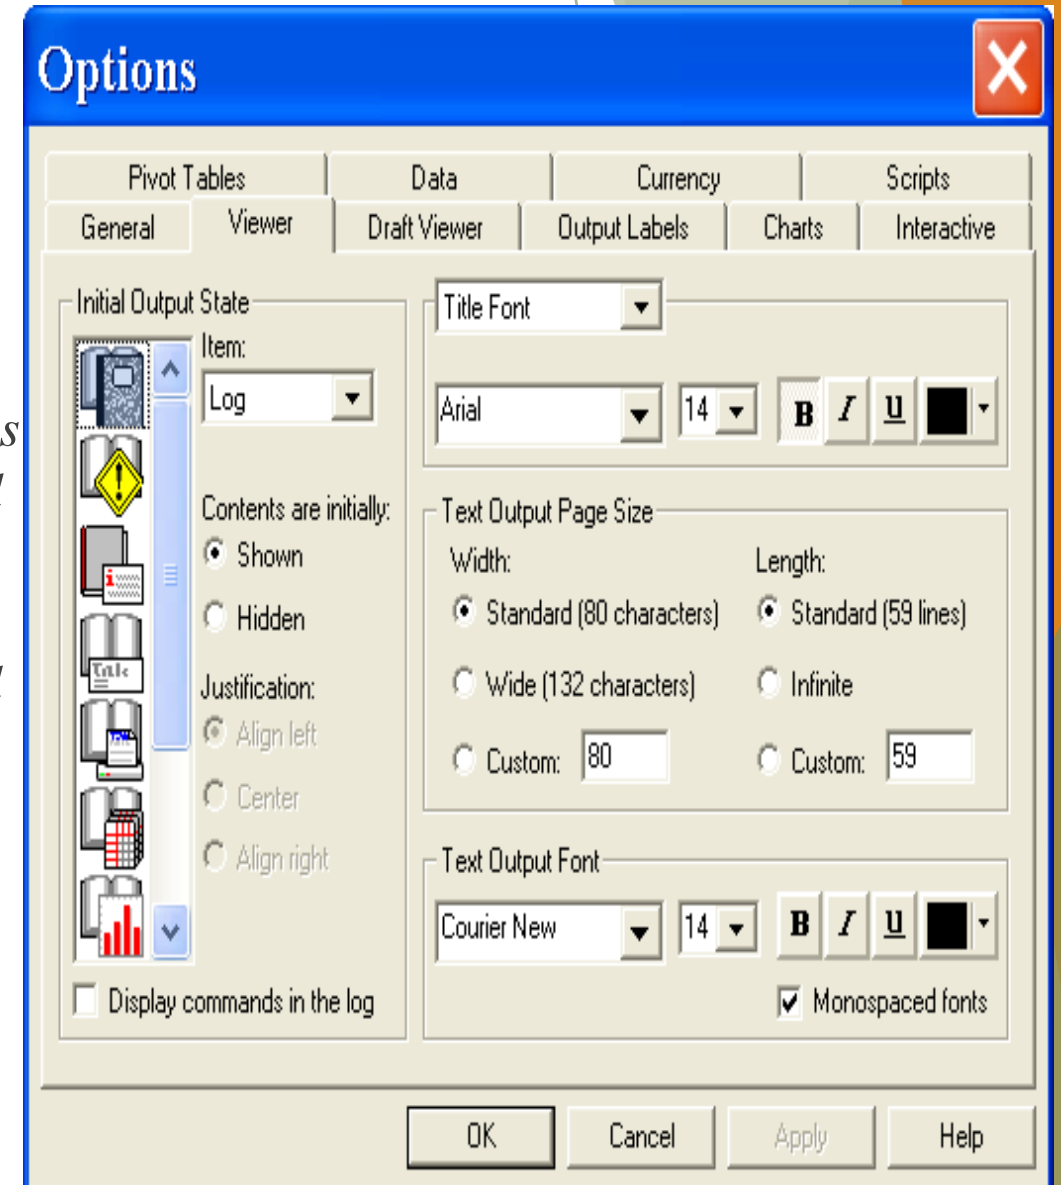 Options
Pivot Tables Data Currency Scripts
General Viewer Draft Viewer Output Labels Charts Interactive
Initial Output State
Item:
Log
Contents are initially:
Shown
Hidden
Justification:
Align left
Center
Align right
Display commands in the log
Title Font
Arial 14 B I U
Text Output Page Size
Width: Length:
Standard (80 characters) Standard (59 lines)
Wide (132 characters) Infinite
Custom: 80 Custom: 59
Text Output Font
Courier New 14 B I U
Monospaced fonts
OK Cancel Apply Help